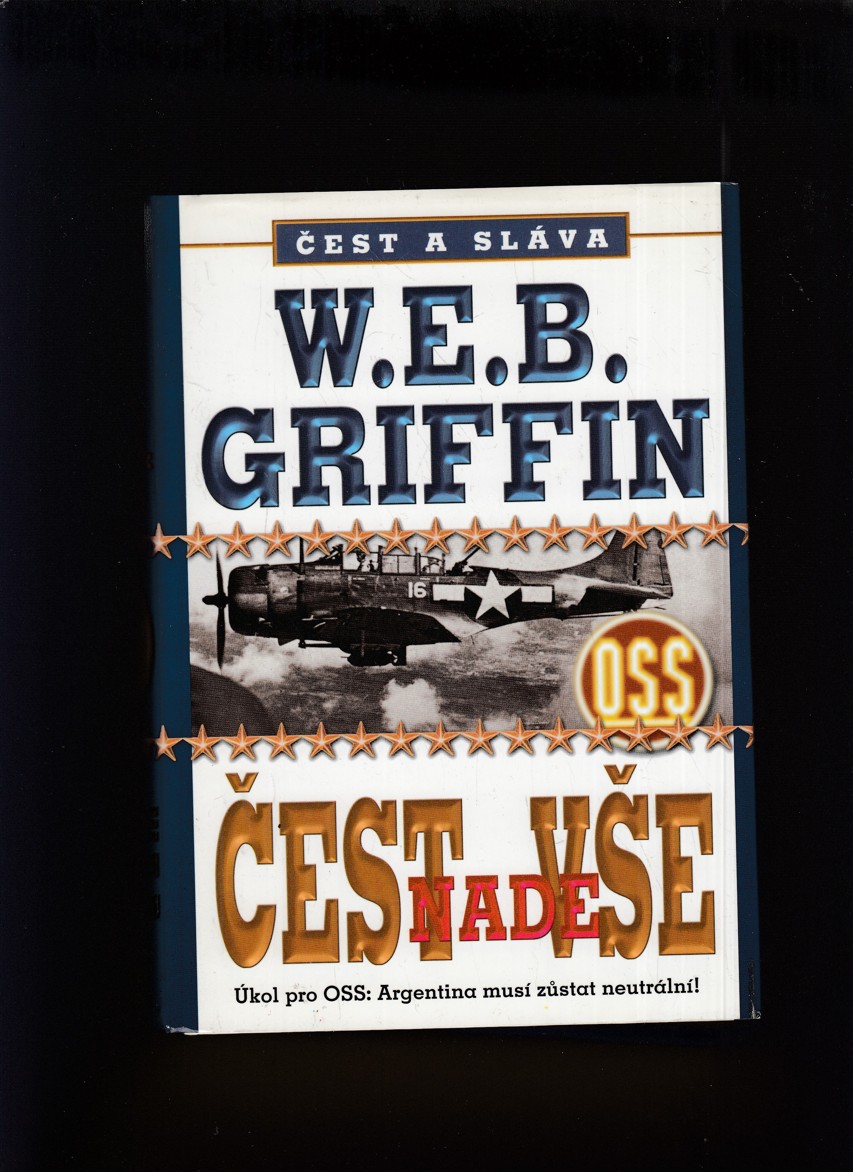 ČEST A SLÁVA
W.E.B.
GRIFFIN
16
OSS
ČEST NADE VŠE
Úkol pro OSS: Argentina musí zůstat neutrální!